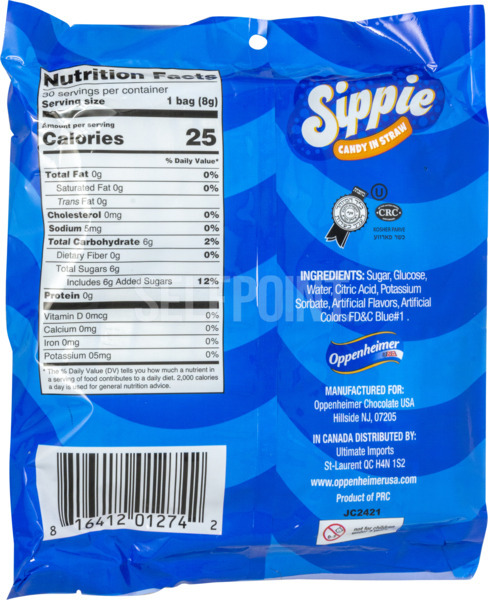 Nutrition Facts
30 servings per container
Serving size 1 bag (8g)
Amount per serving
Calories 25
% Daily Value*
Total Fat 0g 0%
Saturated Fat 0g 0%
Trans Fat 0g
Cholesterol 0mg 0%
Sodium 5mg 0%
Total Carbohydrate 6g 2%
Dietary Fiber 0g 0%
Total Sugars 6g
Includes 6g Added Sugars 12%
Protein 0g
Vitamin D 0mcg 0%
Calcium 0mg 0%
Iron 0mg 0%
Potassium 05mg 0%
* The % Daily Value (DV) tells you how much a nutrient in
a serving of food contributes to a daily diet. 2,000 calories
a day is used for general nutrition advice.
8 16412 01274 2
Sippie
CANDY IN STRAW
U
CRC
KOSHER PARVE
כשר פארווע
INGREDIENTS: Sugar, Glucose,
Water, Citric Acid, Potassium
Sorbate, Artificial Flavors, Artificial
Colors:FD&C Blue#1 .
SELFPOINT
Oppenheimer
USA
MANUFACTURED FOR:
Oppenheimer Chocolate USA
Hillside NJ, 07205
IN CANADA DISTRIBUTED BY:
Ultimate Imports
St-Laurent QC H4N 1S2
www.oppenheimerusa.com
Product of PRC
JC2421
not for children